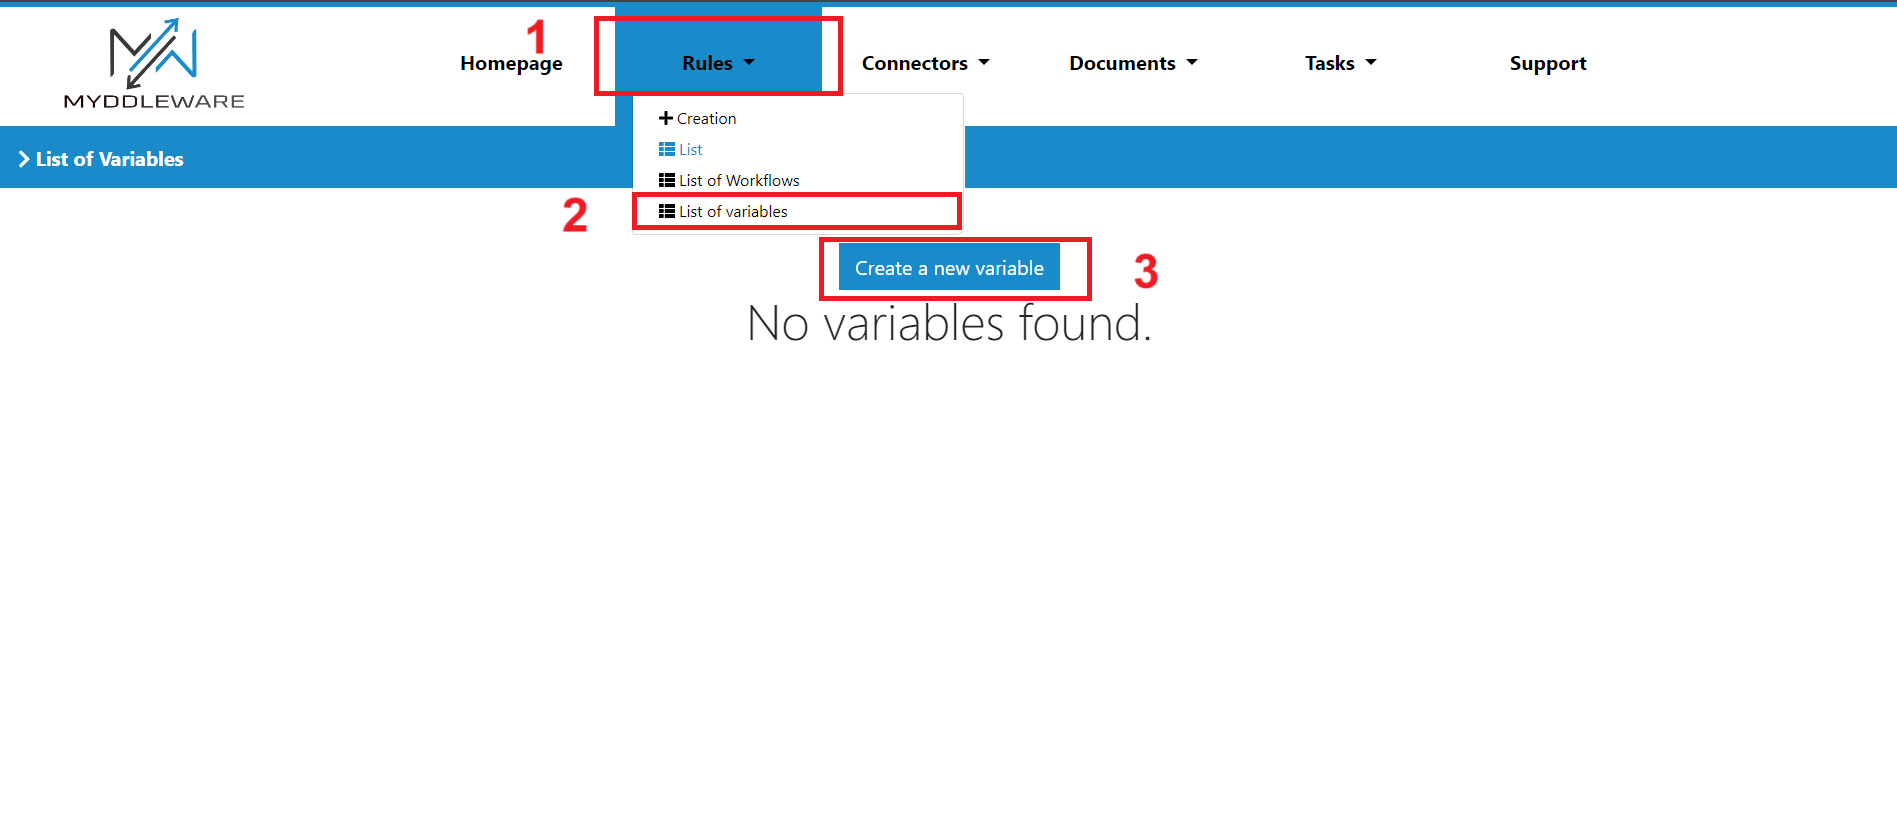 MYDDLEWARE
Homepage
1
Rules
Connectors
Documents
Tasks
Support
Creation
List
List of Workflows
List of variables
List of Variables
2
Create a new variable
3
No variables found.